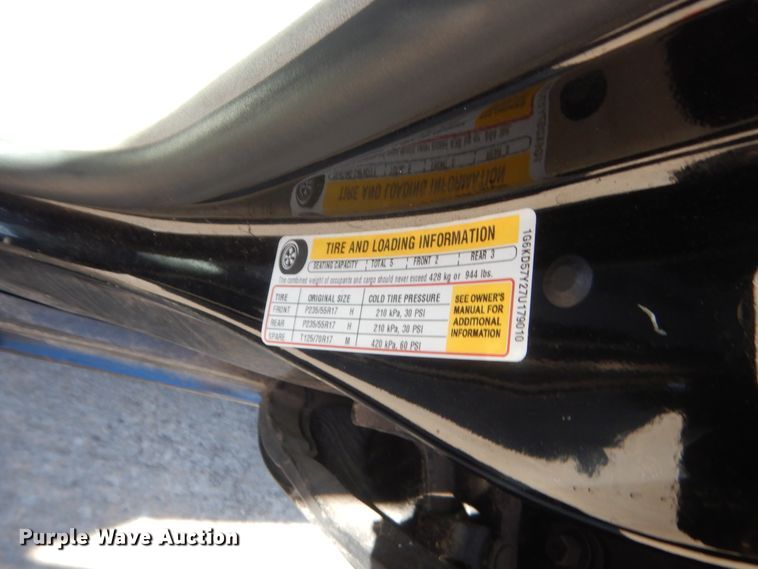 TIRE AND LOADING INFORMATION
SEATING CAPACITY TOTAL 5 FRONT 2 REAR 3
The combined weight of occupants and cargo should never exceed 428 kg or 944 lbs.
TIRE ORIGINAL SIZE COLD TIRE PRESSURE
FRONT P235/55R17 H 210 kPa, 30 PSI
REAR P235/55R17 H 210 kPa, 30 PSI
SPARE T125/70R17 M 420 kPa, 60 PSI
SEE OWNER'S
MANUAL FOR
ADDITIONAL
INFORMATION
1G6KD57Y27U179010
Purple Wave Auction